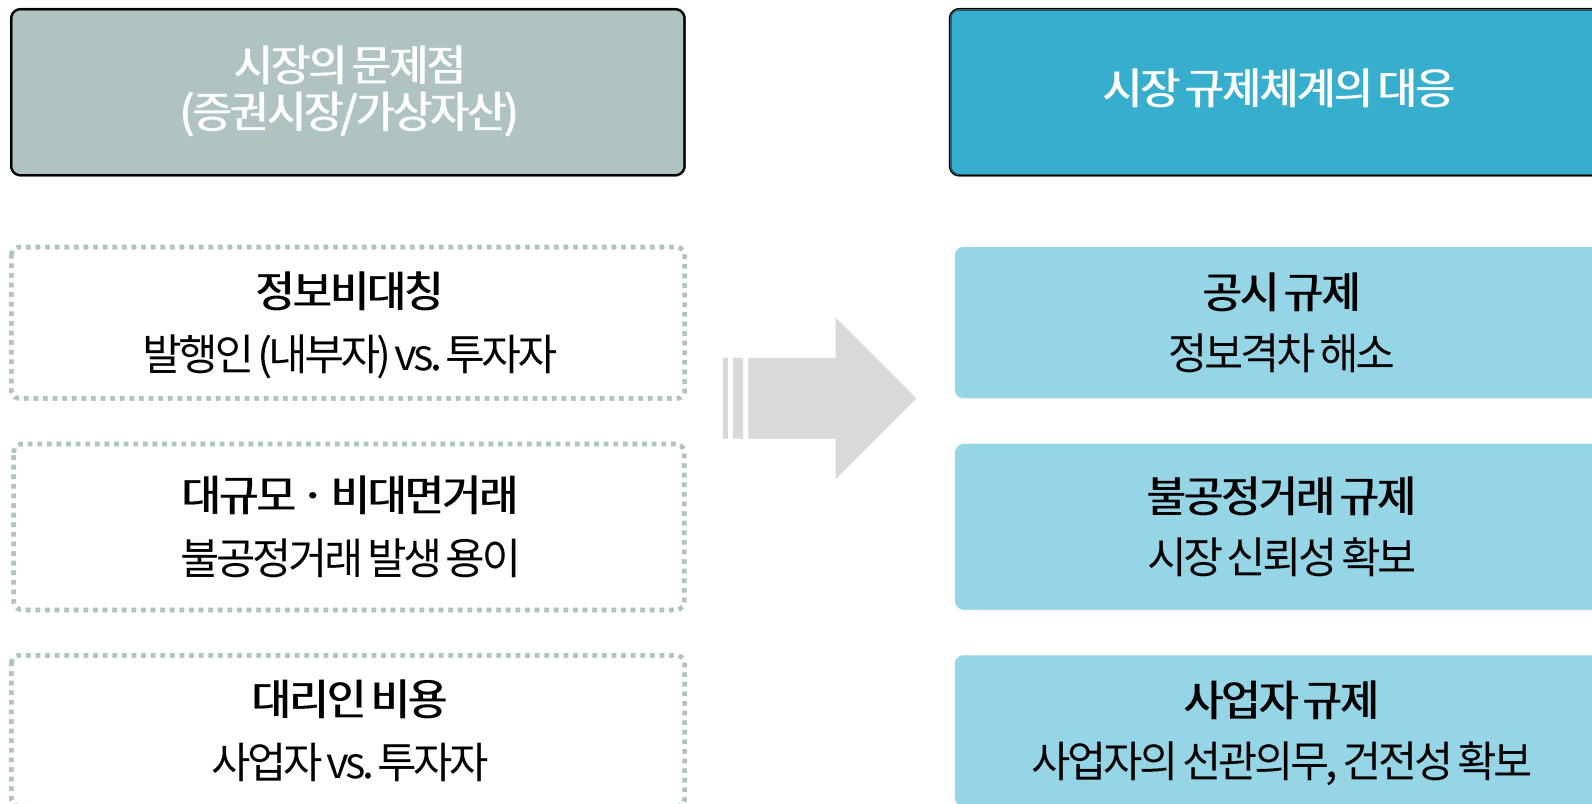 시장의 문제점
(증권시장/가상자산)
시장 규제체계의 대응
정보비대칭
발행인 (내부자) vs. 투자자
공시 규제
정보격차 해소
대규모 · 비대면거래
불공정거래 발생 용이
불공정거래 규제
시장 신뢰성 확보
대리인 비용
사업자 vs. 투자자
사업자 규제
사업자의 선관의무, 건전성 확보